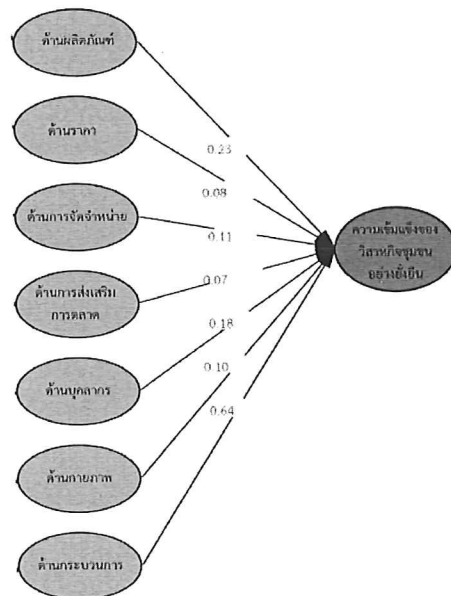 ด้านผลิตภัณฑ์
ด้านราคา
ด้านการจัดจำหน่าย
ด้านการส่งเสริม
การตลาด
ด้านบุคลากร
ด้านกายภาพ
ด้านกระบวนการ
0.23
0.08
0.11
0.07
0.18
0.10
0.64
ความเข้มแข็งของ
วิสาหกิจชุมชน
อย่างยั่งยืน